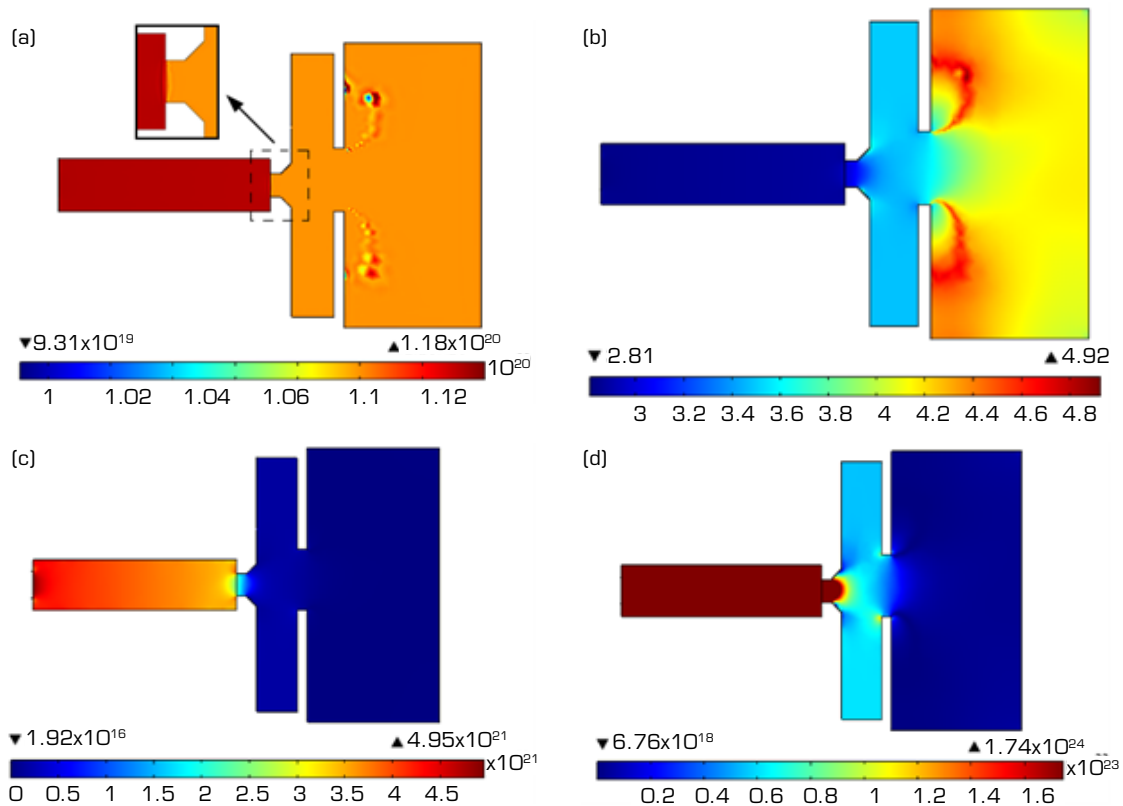 (a)
(b)
▼9.31x10¹⁹ ▲1.18x10²⁰
10²⁰
1 1.02 1.04 1.06 1.1 1.12
▼ 2.81 ▲ 4.92
3 3.2 3.4 3.6 3.8 4 4.2 4.4 4.6 4.8
(c)
(d)
▼ 1.92x10¹⁶ ▲ 4.95x10²¹
x10²¹
0 0.5 1 1.5 2 2.5 3 3.5 4 4.5
▼ 6.76x10¹⁸ ▲ 1.74x10²⁴
x10²³
0.2 0.4 0.6 0.8 1 1.2 1.4 1.6